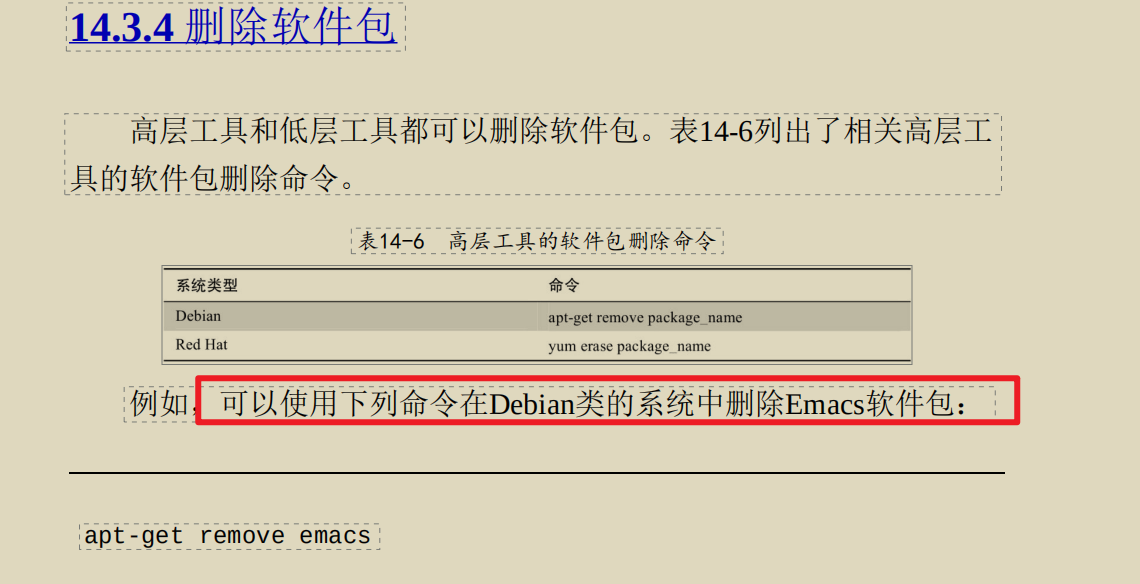 14.3.4 删除软件包
高层工具和低层工具都可以删除软件包。表14-6列出了相关高层工
具的软件包删除命令。
表14-6 高层工具的软件包删除命令
系统类型 命令
Debian apt-get remove package_name
Red Hat yum erase package_name
例如，可以使用下列命令在Debian类的系统中删除Emacs软件包：
apt-get remove emacs